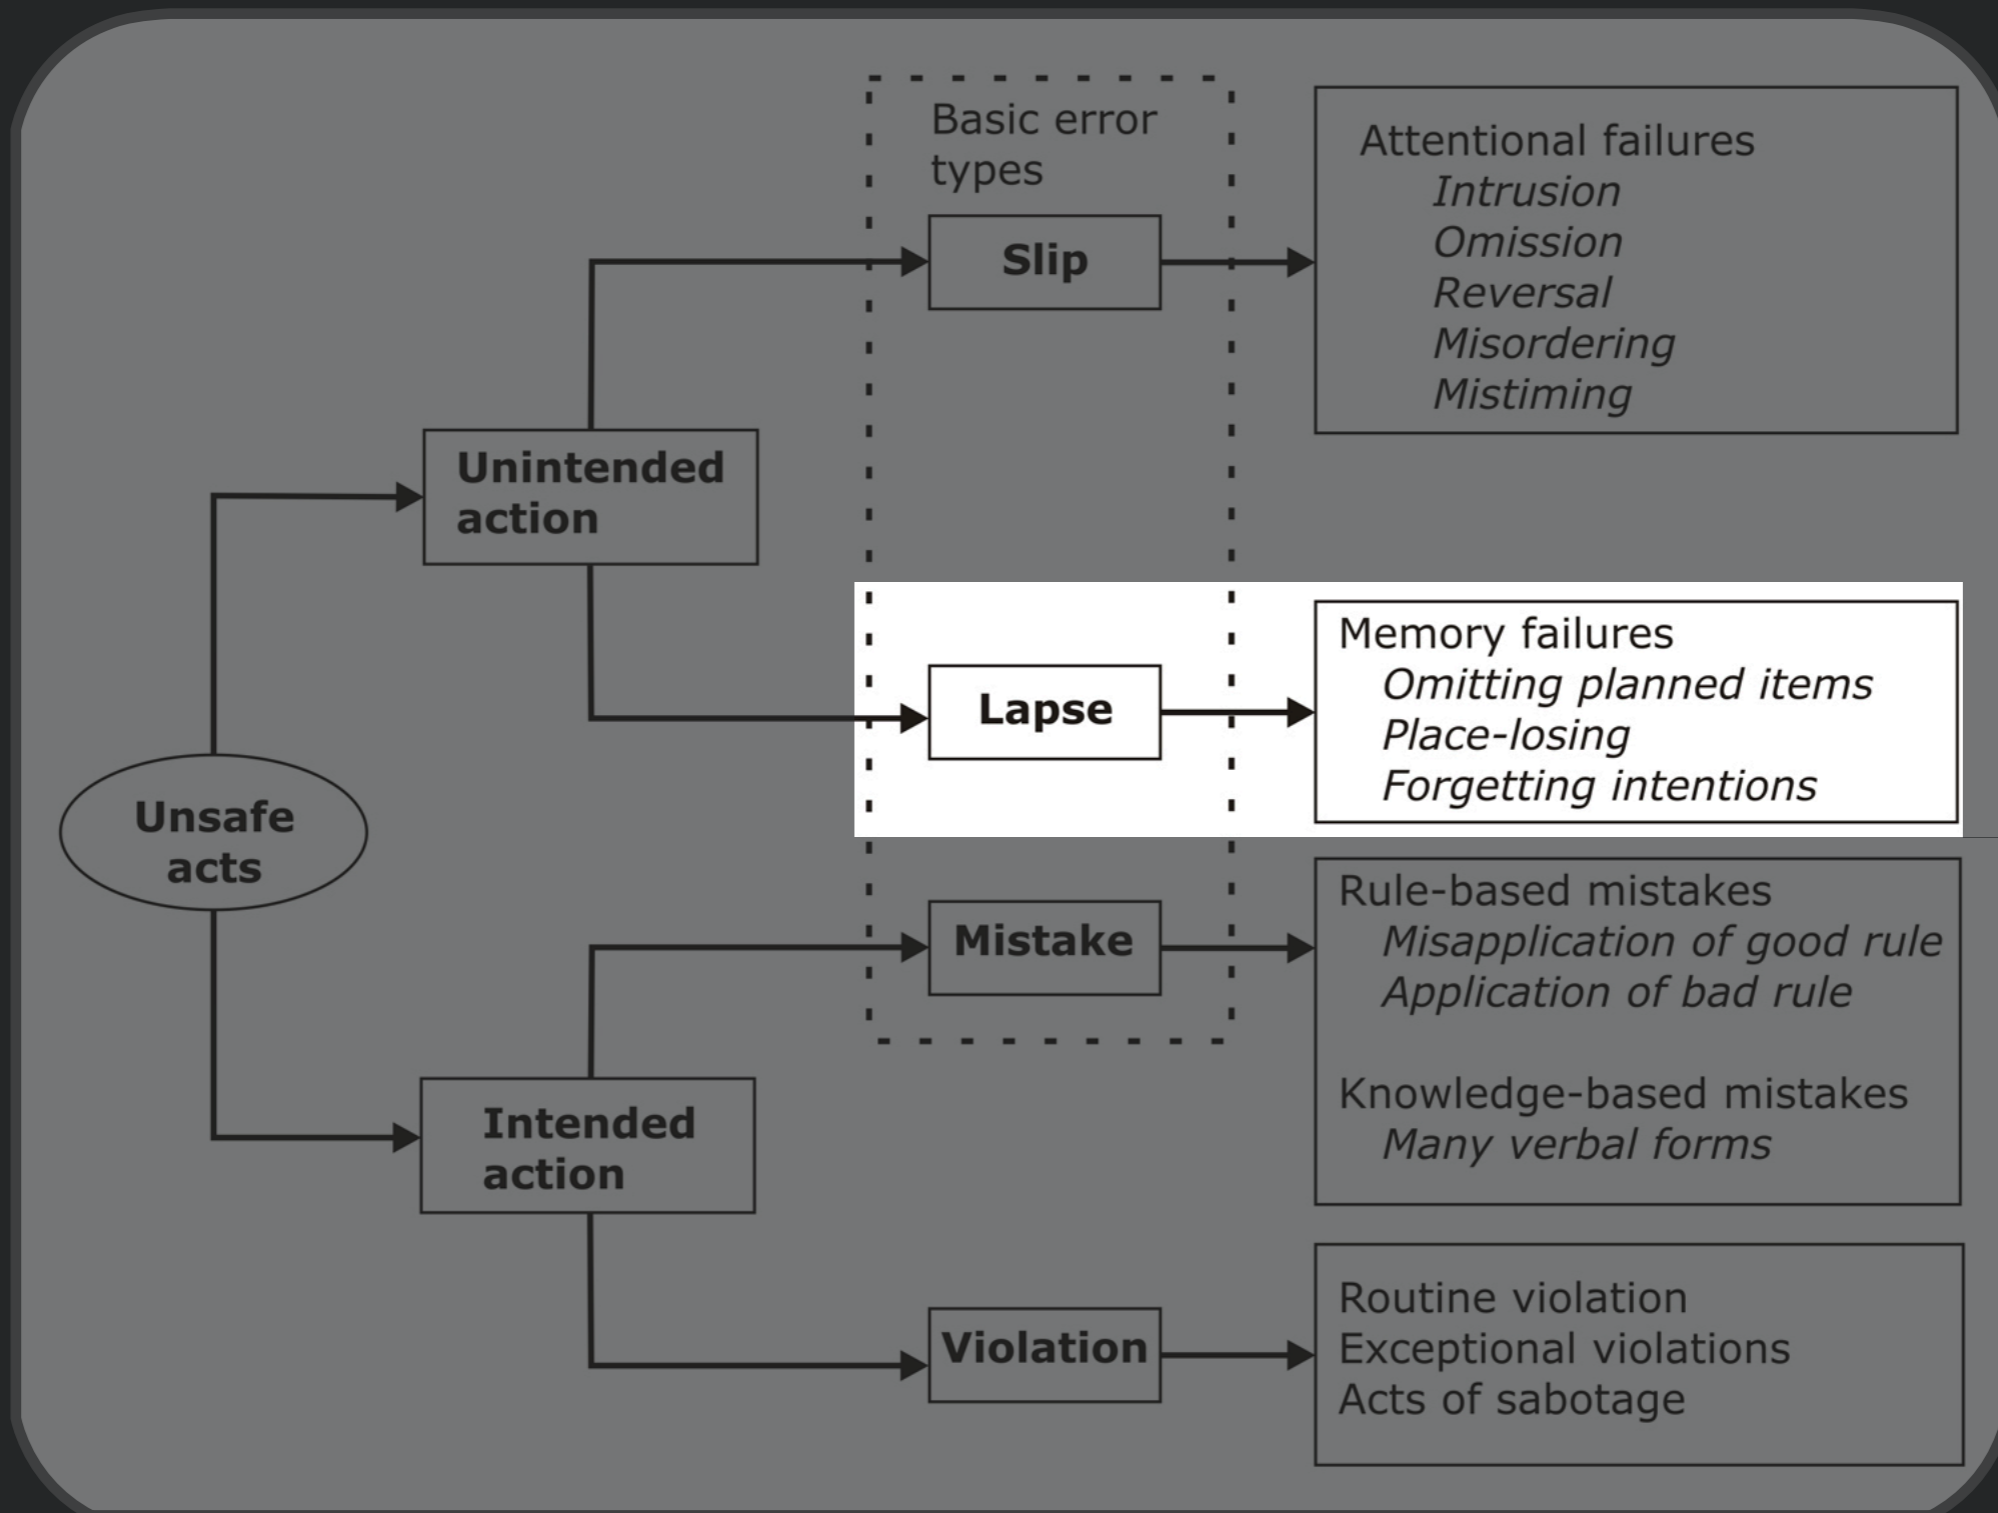 Basic error
types
Slip
Attentional failures
Intrusion
Omission
Reversal
Misordering
Mistiming
Unintended
action
Lapse
Memory failures
Omitting planned items
Place-losing
Forgetting intentions
Unsafe
acts
Mistake
Rule-based mistakes
Misapplication of good rule
Application of bad rule
Knowledge-based mistakes
Many verbal forms
Intended
action
Violation
Routine violation
Exceptional violations
Acts of sabotage